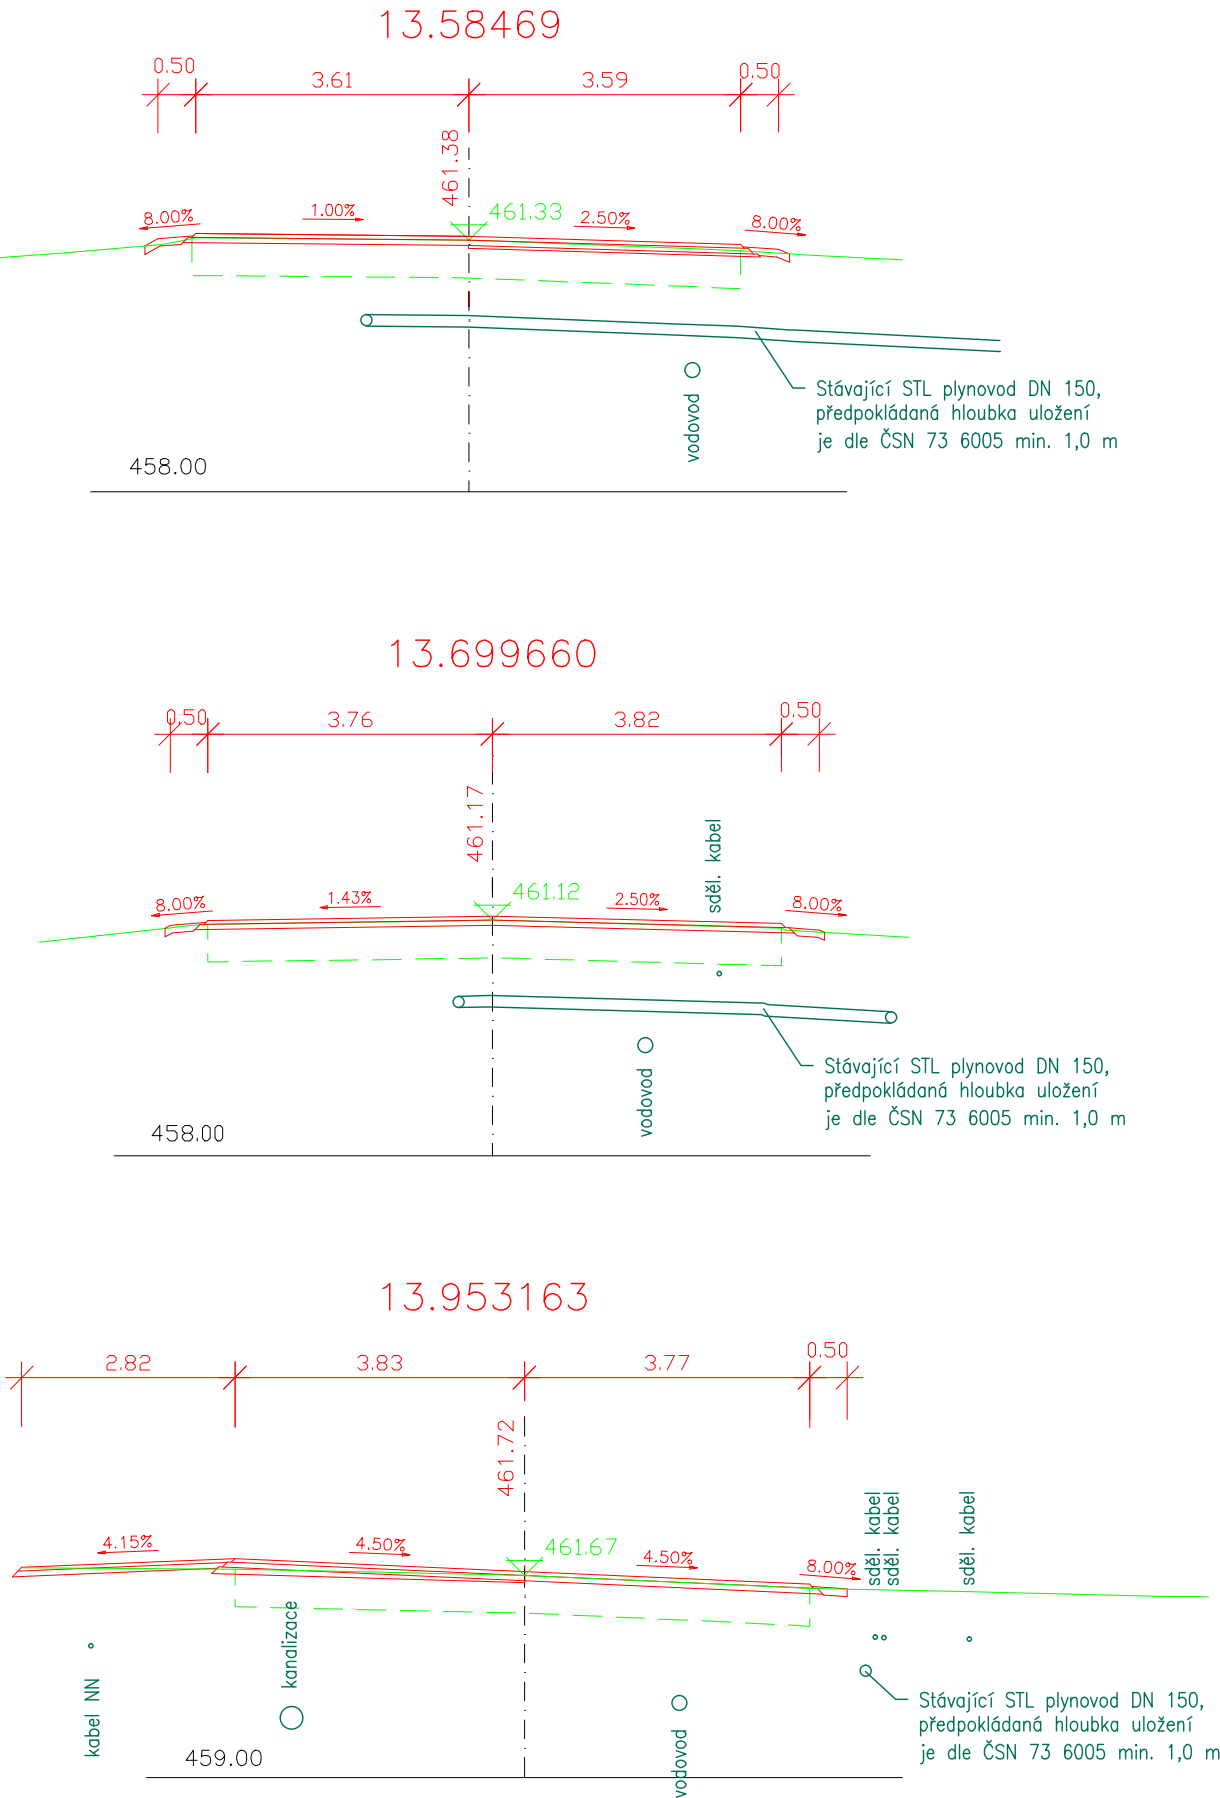 13.58469
0.50
3.61
3.59
0.50
461.38
8.00%
1.00%
461.33
2.50%
8.00%
vodovod
Stávající STL plynovod DN 150,
předpokládaná hloubka uložení
je dle ČSN 73 6005 min. 1,0 m
458.00
13.699660
0.50
3.76
3.82
0.50
461.17
sděl. kabel
8.00%
1.43%
461.12
2.50%
8.00%
vodovod
Stávající STL plynovod DN 150,
předpokládaná hloubka uložení
je dle ČSN 73 6005 min. 1,0 m
458.00
13.953163
2.82
3.83
3.77
0.50
461.72
sděl. kabel
sděl. kabel
sděl. kabel
4.15%
4.50%
461.67
4.50%
8.00%
kabel NN
kanalizace
vodovod
Stávající STL plynovod DN 150,
předpokládaná hloubka uložení
je dle ČSN 73 6005 min. 1,0 m
459.00